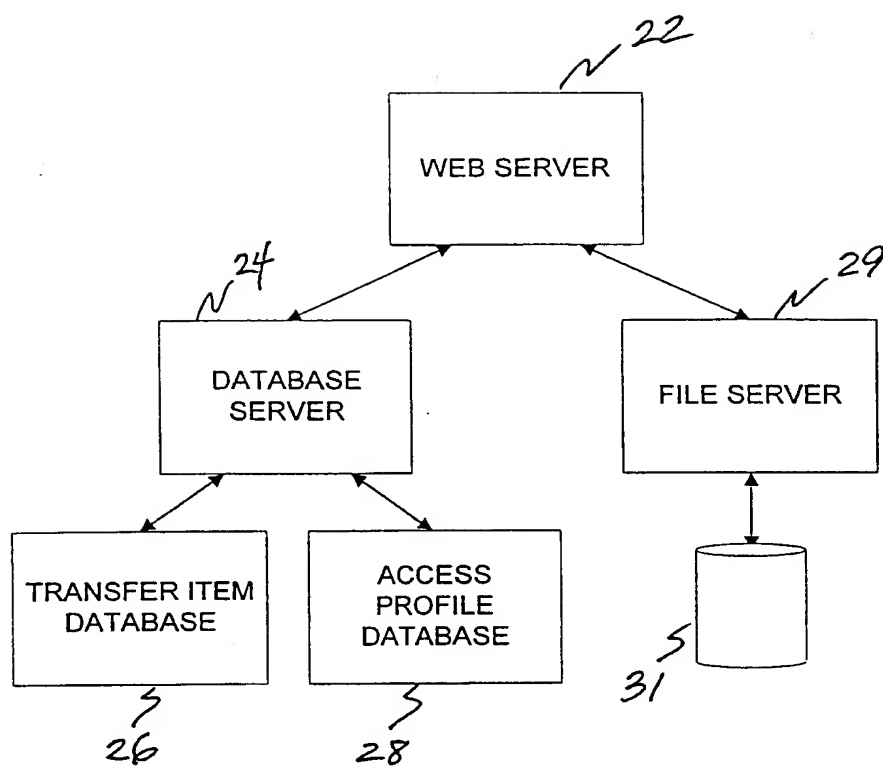 22
WEB SERVER
24
29
DATABASE
SERVER
FILE SERVER
TRANSFER ITEM
DATABASE
ACCESS
PROFILE
DATABASE
26
28
31